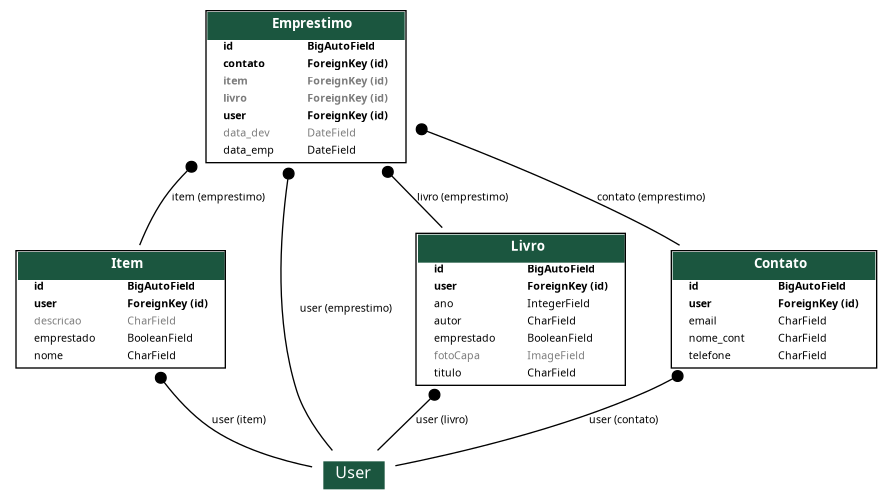 Emprestimo
id BigAutoField
contato ForeignKey (id)
item ForeignKey (id)
livro ForeignKey (id)
user ForeignKey (id)
data_dev DateField
data_emp DateField
item (emprestimo)
livro (emprestimo)
contato (emprestimo)
user (emprestimo)
Item
id BigAutoField
user ForeignKey (id)
descricao CharField
emprestado BooleanField
nome CharField
Livro
id BigAutoField
user ForeignKey (id)
ano IntegerField
autor CharField
emprestado BooleanField
fotoCapa ImageField
titulo CharField
Contato
id BigAutoField
user ForeignKey (id)
email CharField
nome_cont CharField
telefone CharField
user (item)
user (livro)
user (contato)
User